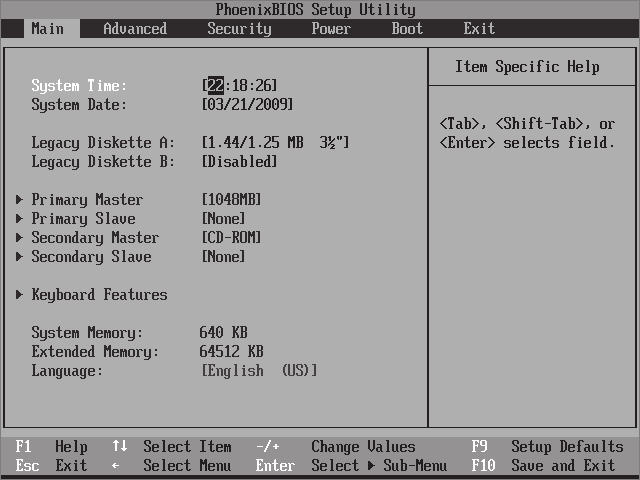 PhoenixBIOS Setup Utility
Main Advanced Security Power Boot Exit
System Time: [22:18:26]
System Date: [03/21/2009]
Legacy Diskette A: [1.44/1.25 MB 3½"]
Legacy Diskette B: [Disabled]
Primary Master [1048MB]
Primary Slave [None]
Secondary Master [CD-ROM]
Secondary Slave [None]
Keyboard Features
System Memory: 640 KB
Extended Memory: 64512 KB
Language: [English (US)]
Item Specific Help
<Tab>, <Shift-Tab>, or
<Enter> selects field.
F1 Help ↑↓ Select Item -/+ Change Values F9 Setup Defaults
Esc Exit ← Select Menu Enter Select ▶ Sub-Menu F10 Save and Exit